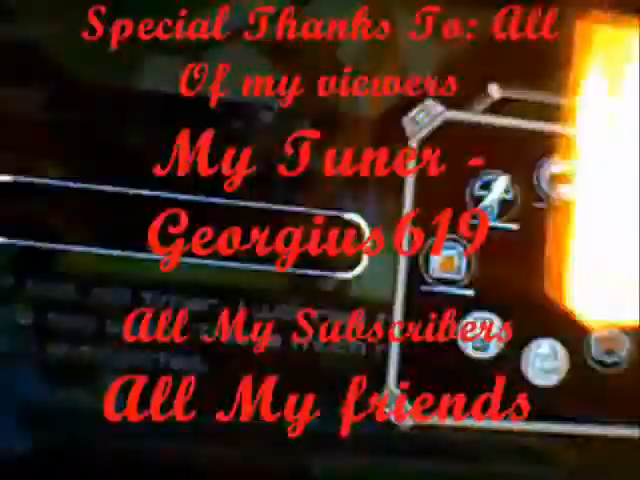 Special Thanks To: All
Of my viewers
My Tuner -
Georgius619
All My Subscribers
All My friends